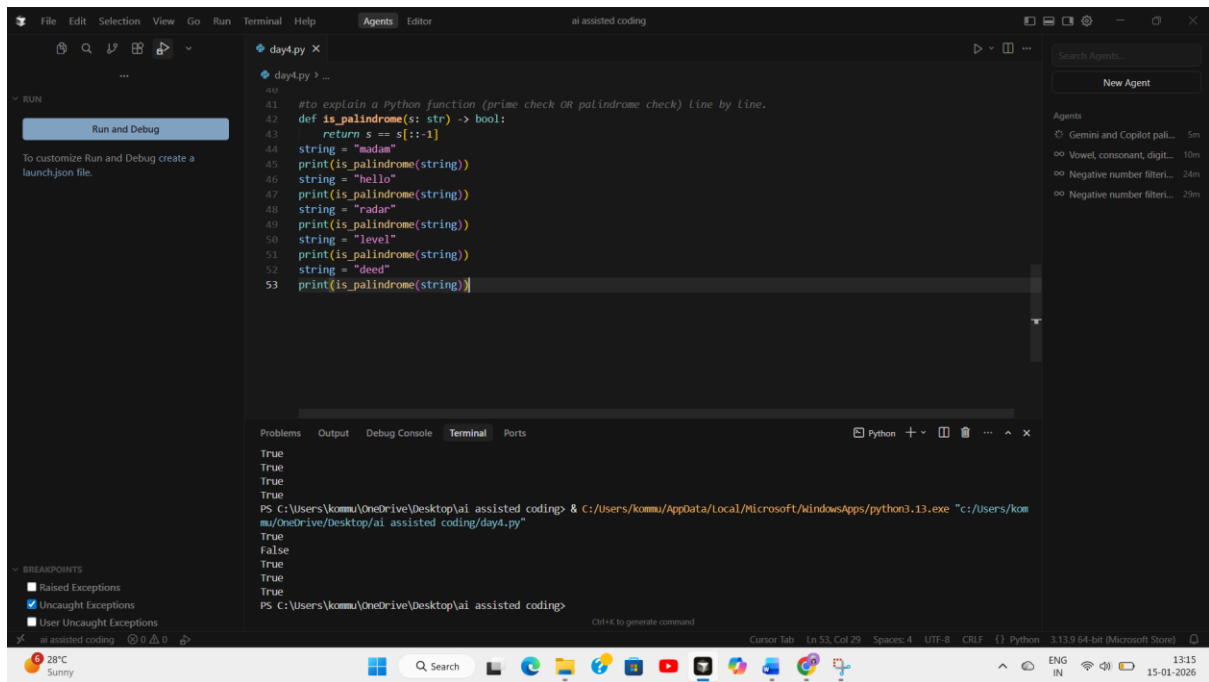 File Edit Selection View Go Run Terminal Help Agents Editor ai assisted coding
day4.py
Search Agents...
day4.py > ...
New Agent
RUN
40
41 #to explain a Python function (prime check OR palindrome check) line by line.
Run and Debug
42 def is_palindrome(s: str) -> bool:
43 return s == s[::-1]
44 string = "madam"
45 print(is_palindrome(string))
46 string = "hello"
47 print(is_palindrome(string))
48 string = "radar"
49 print(is_palindrome(string))
50 string = "level"
51 print(is_palindrome(string))
52 string = "deed"
53 print(is_palindrome(string))
To customize Run and Debug create a
launch.json file.
Agents
Gemini and Copilot pali... 5m
Vowel, consonant, digit... 10m
Negative number filteri... 24m
Negative number filteri... 29m
Problems Output Debug Console Terminal Ports Python
True
True
True
True
PS C:\Users\kommu\OneDrive\Desktop\ai assisted coding> & C:/Users/kommu/AppData/Local/Microsoft/WindowsApps/python3.13.exe "c:/Users/kom
mu/OneDrive/Desktop/ai assisted coding/day4.py"
True
False
True
True
True
PS C:\Users\kommu\OneDrive\Desktop\ai assisted coding>
Ctrl+K to generate command
BREAKPOINTS
Raised Exceptions
Uncaught Exceptions
User Uncaught Exceptions
ai assisted coding 0 0 Cursor Tab Ln 53, Col 29 Spaces: 4 UTF-8 CRLF {} Python 3.13.9 64-bit (Microsoft Store)
6 28°C
Sunny
Search
ENG
IN
13:15
15-01-2026